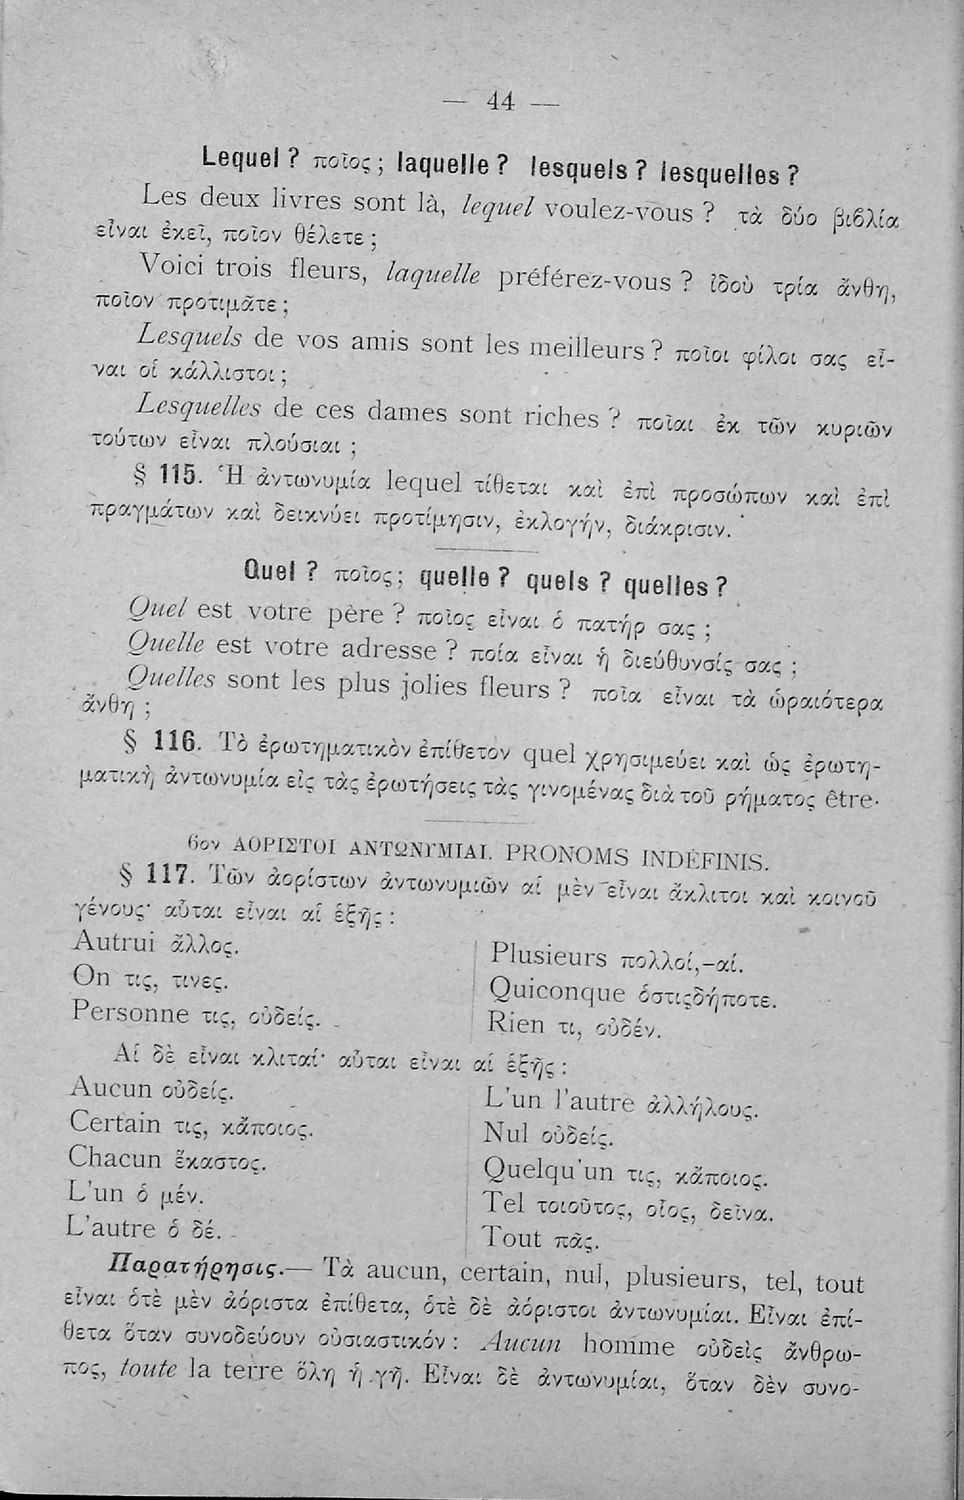 — 44 —
Lequel ? ποῖος ; laquelle ? lesquels ? lesquelles ?
Les deux livres sont là, lequel voulez-vous ? τὰ δύο βιβλία
εἶναι ἐκεῖ, ποῖον θέλετε ;
Voici trois fleurs, laquelle préférez-vous ? ἰδοὺ τρία ἄνθη,
ποῖον προτιμᾶτε ;
Lesquels de vos amis sont les meilleurs ? ποῖοι φίλοι σας εἶ-
ναι οἱ κάλλιστοι ;
Lesquelles de ces dames sont riches ? ποῖαι ἐκ τῶν κυριῶν
τούτων εἶναι πλούσιαι ;
§ 115. Ἡ ἀντωνυμία lequel τίθεται καὶ ἐπὶ προσώπων καὶ ἐπὶ
πραγμάτων καὶ δεικνύει προτίμησιν, ἐκλογήν, διάκρισιν.
Quel ? ποῖος ; quelle ? quels ? quelles ?
Quel est votre père ? ποῖος εἶναι ὁ πατήρ σας ;
Quelle est votre adresse ? ποία εἶναι ἡ διεύθυνσίς σας ;
Quelles sont les plus jolies fleurs ? ποῖα εἶναι τὰ ὡραιότερα
ἄνθη ;
§ 116. Τὸ ἐρωτηματικὸν ἐπίθετον quel χρησιμεύει καὶ ὡς ἐρωτη-
ματικὴ ἀντωνυμία εἰς τὰς ἐρωτήσεις τὰς γινομένας διὰ τοῦ ρήματος être.
6ον ΑΟΡΙΣΤΟΙ ΑΝΤΩΝΥΜΙΑΙ. PRONOMS INDÉFINIS.
§ 117. Τῶν ἀορίστων ἀντωνυμιῶν αἱ μὲν εἶναι ἄκλιτοι καὶ κοινοῦ
γένους· αὗται εἶναι αἱ ἑξῆς :
Autrui ἄλλος.
On τις, τινες.
Personne τις, οὐδείς.
Plusieurs πολλοί,–αί.
Quiconque ὁστιςδήποτε.
Rien τι, οὐδέν.
Αἱ δὲ εἶναι κλιταί· αὗται εἶναι αἱ ἑξῆς :
Aucun οὐδείς.
Certain τις, κἄποιος.
Chacun ἕκαστος.
L'un ὁ μέν.
L'autre ὁ δέ.
L'un l'autre ἀλλήλους.
Nul οὐδείς.
Quelqu'un τις, κἄποιος.
Tel τοιοῦτος, οἷος, δεῖνα.
Tout πᾶς.
Παρατήρησις.— Τὰ aucun, certain, nul, plusieurs, tel, tout
εἶναι ὁτὲ μὲν ἀόριστα ἐπίθετα, ὁτὲ δὲ ἀόριστοι ἀντωνυμίαι. Εἶναι ἐπί-
θετα ὅταν συνοδεύουν οὐσιαστικόν : Aucun homme οὐδεὶς ἄνθρω-
πος, toute la terre ὅλη ἡ γῆ. Εἶναι δὲ ἀντωνυμίαι, ὅταν δὲν συνο-